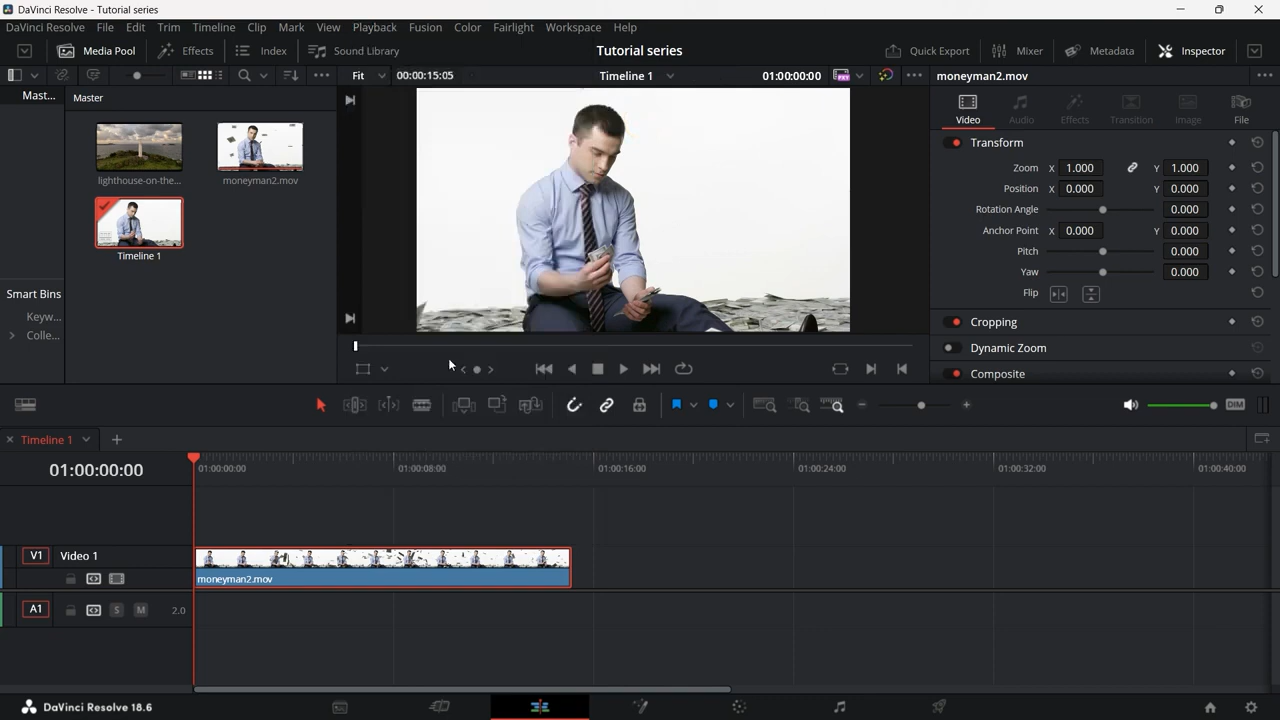 DaVinci Resolve - Tutorial series
DaVinci Resolve File Edit Trim Timeline Clip Mark View Playback Fusion Color Fairlight Workspace Help
Media Pool Effects Index Sound Library Tutorial series Quick Export Mixer Metadata Inspector
Fit 00:00:15:05 Timeline 1 01:00:00:00 moneyman2.mov
Mast... Master
Video Audio Effects Transition Image File
Transform
Zoom X 1.000 Y 1.000
lighthouse-on-the... moneyman2.mov
Position X 0.000 Y 0.000
Rotation Angle 0.000
Anchor Point X 0.000 Y 0.000
Pitch 0.000
Timeline 1
Yaw 0.000
Flip
Smart Bins
Keyw...
Cropping
Colle...
Dynamic Zoom
Composite
DIM
Timeline 1
01:00:00:00 01:00:00:00 01:00:08:00 01:00:16:00 01:00:24:00 01:00:32:00 01:00:40:00
V1 Video 1
moneyman2.mov
A1 S M 2.0
DaVinci Resolve 18.6